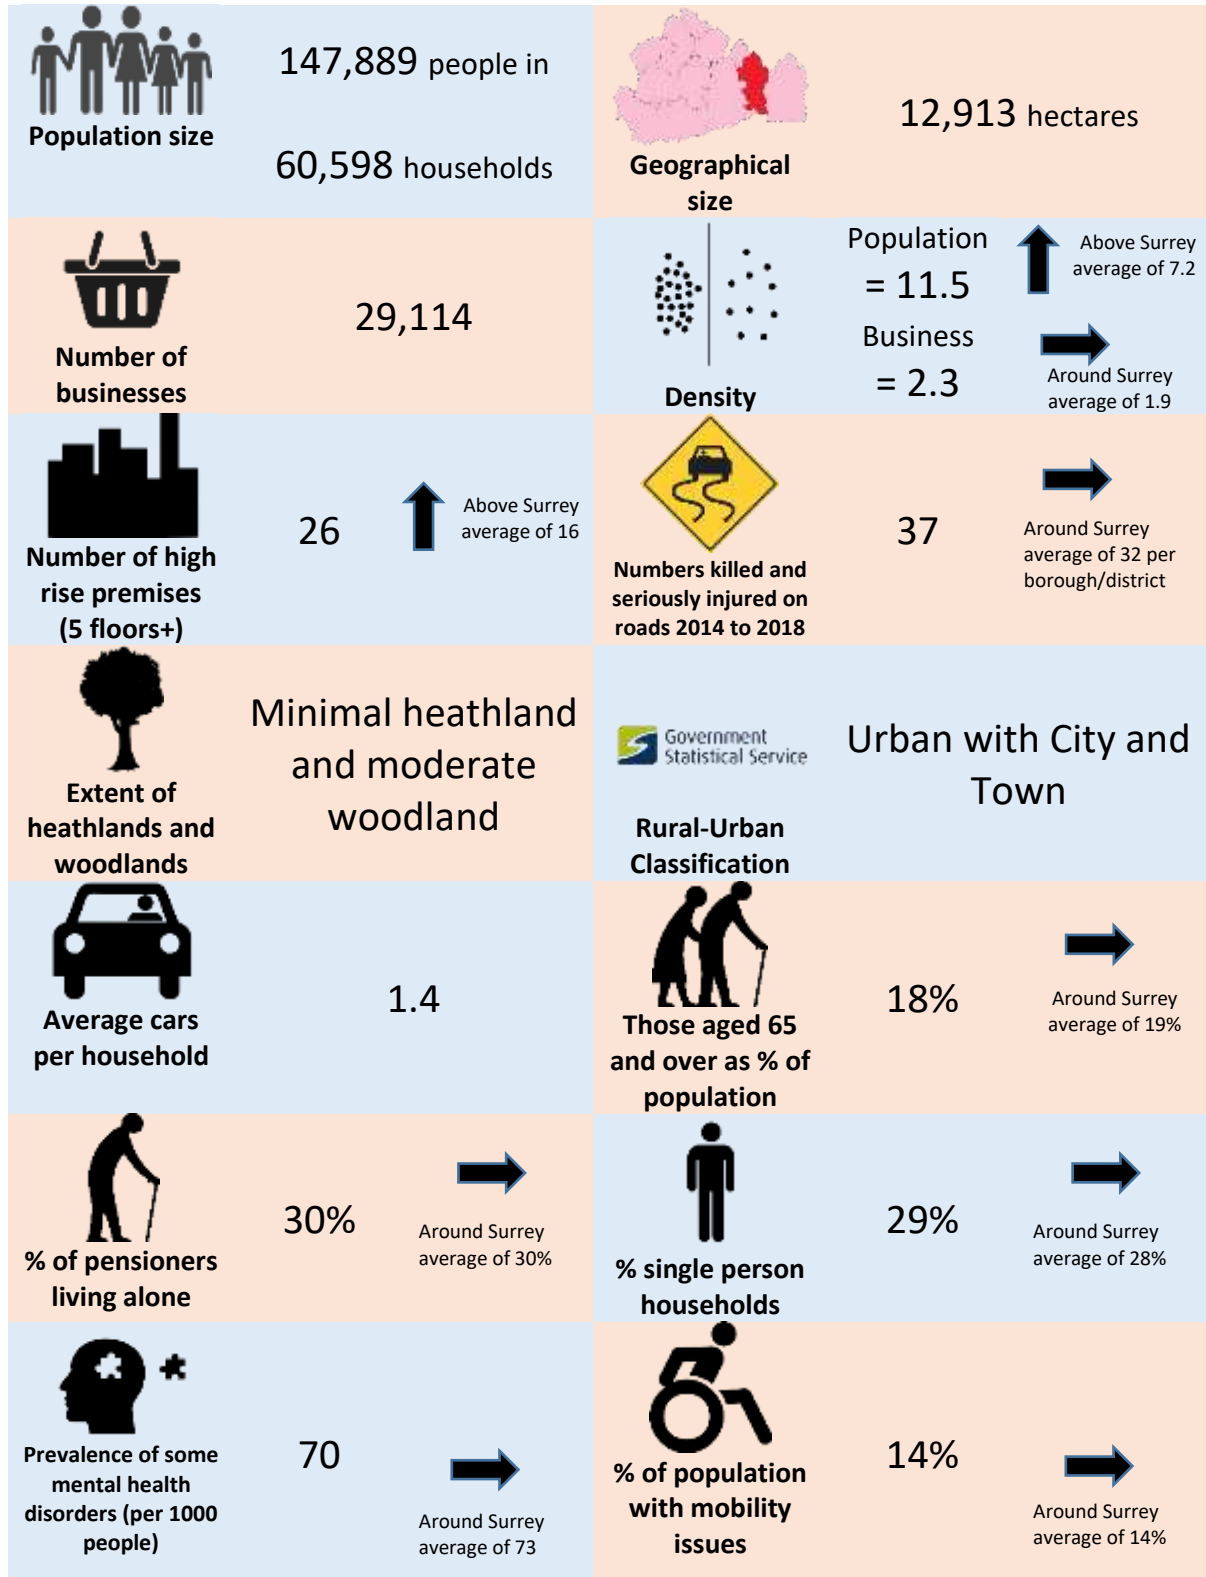 147,889 people in
Population size
60,598 households
12,913 hectares
Geographical
size
29,114
Number of
businesses
Population
= 11.5
Above Surrey
average of 7.2
Business
= 2.3
Around Surrey
average of 1.9
Density
26
Above Surrey
average of 16
Number of high
rise premises
(5 floors+)
37
Around Surrey
average of 32 per
borough/district
Numbers killed and
seriously injured on
roads 2014 to 2018
Minimal heathland
and moderate
woodland
Extent of
heathlands and
woodlands
Government
Statistical Service
Urban with City and
Town
Rural-Urban
Classification
1.4
Average cars
per household
18%
Around Surrey
average of 19%
Those aged 65
and over as % of
population
30%
Around Surrey
average of 30%
% of pensioners
living alone
29%
Around Surrey
average of 28%
% single person
households
70
Around Surrey
average of 73
Prevalence of some
mental health
disorders (per 1000
people)
14%
Around Surrey
average of 14%
% of population
with mobility
issues